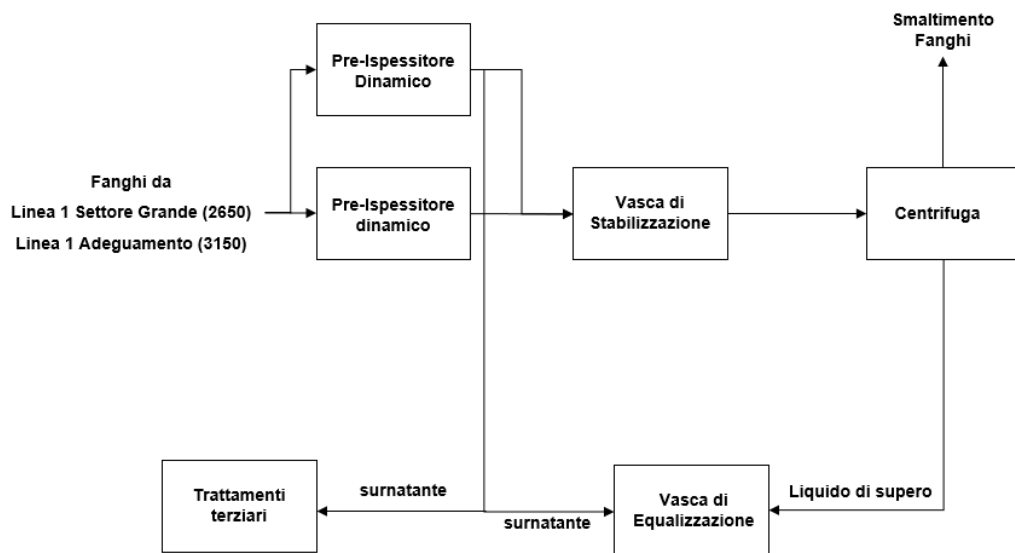 Smaltimento
Fanghi
Pre-Ispessitore
Dinamico
Fanghi da
Linea 1 Settore Grande (2650)
Linea 1 Adeguamento (3150)
Pre-Ispessitore
dinamico
Vasca di
Stabilizzazione
Centrifuga
Trattamenti
terziari
surnatante
surnatante
Vasca di
Equalizzazione
Liquido di supero